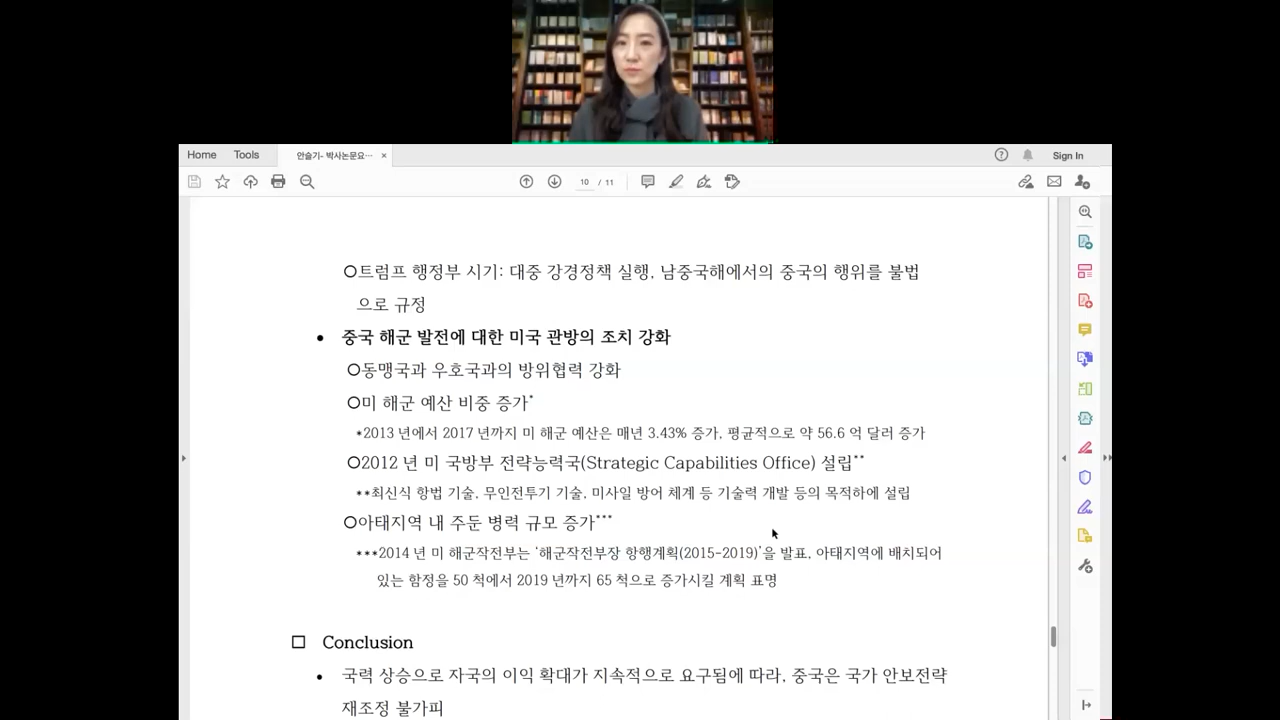 Home Tools 안슬기- 박사논문요… × Sign In
10 / 11
○트럼프 행정부 시기: 대중 강경정책 실행, 남중국해에서의 중국의 행위를 불법
으로 규정
• 중국 해군 발전에 대한 미국 관방의 조치 강화
○동맹국과 우호국과의 방위협력 강화
○미 해군 예산 비중 증가*
*2013 년에서 2017 년까지 미 해군 예산은 매년 3.43% 증가, 평균적으로 약 56.6 억 달러 증가
○2012 년 미 국방부 전략능력국(Strategic Capabilities Office) 설립**
**최신식 항법 기술, 무인전투기 기술, 미사일 방어 체계 등 기술력 개발 등의 목적하에 설립
○아태지역 내 주둔 병력 규모 증가***
***2014 년 미 해군작전부는 ‘해군작전부장 항행계획(2015-2019)’을 발표, 아태지역에 배치되어
있는 함정을 50 척에서 2019 년까지 65 척으로 증가시킬 계획 표명
□ Conclusion
• 국력 상승으로 자국의 이익 확대가 지속적으로 요구됨에 따라, 중국은 국가 안보전략
재조정 불가피